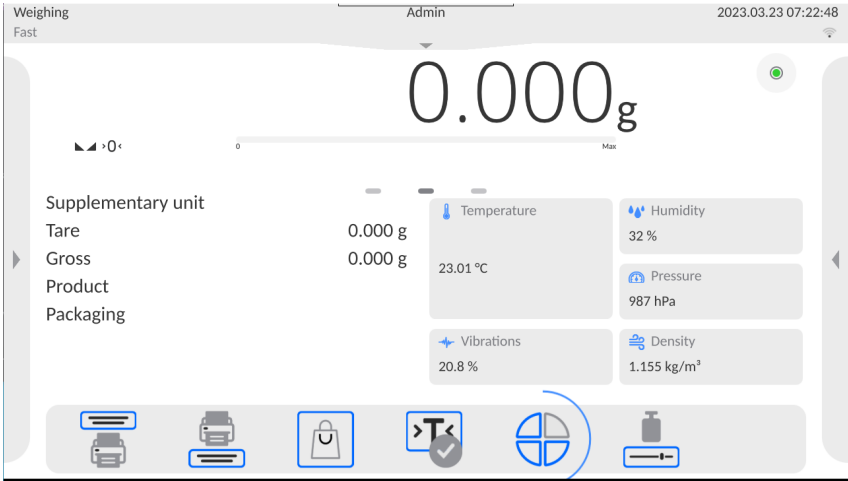 Weighing
Admin
2023.03.23 07:22:48
Fast
0.000g
>0<
0
Max
Supplementary unit
Tare 0.000 g
Gross 0.000 g
Product
Packaging
Temperature
23.01 °C
Humidity
32 %
Pressure
987 hPa
Vibrations
20.8 %
Density
1.155 kg/m³
>T<